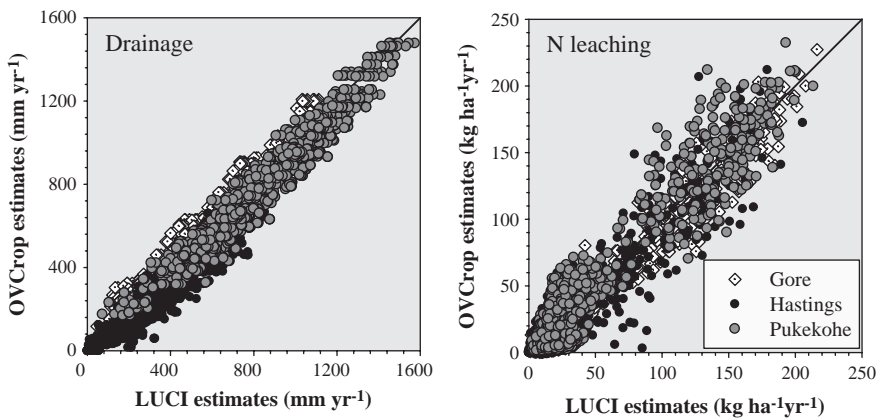 Drainage
1600
1200
800
400
0
OVCrop estimates (mm yr-1)
0 400 800 1200 1600
LUCI estimates (mm yr-1)
N leaching
250
200
150
100
50
0
OVCrop estimates (kg ha-1yr-1)
0 50 100 150 200 250
LUCI estimates (kg ha-1yr-1)
Gore
Hastings
Pukekohe